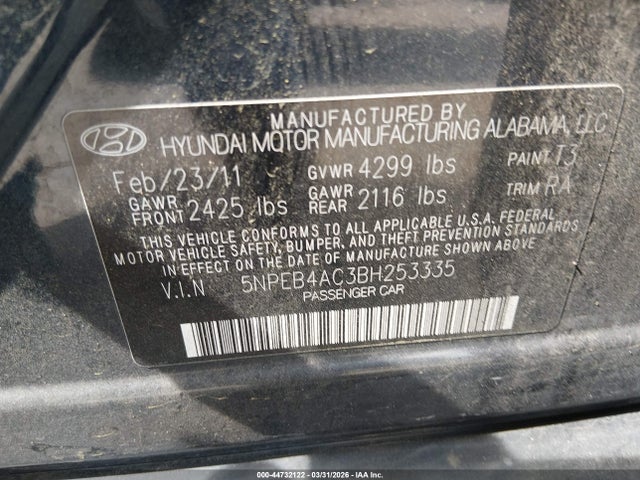 MANUFACTURED BY
HYUNDAI MOTOR MANUFACTURING ALABAMA, LLC
Feb/23/11 GVWR 4299 lbs PAINT T3
GAWR FRONT 2425 lbs GAWR REAR 2116 lbs TRIM RA
THIS VEHICLE CONFORMS TO ALL APPLICABLE U.S.A. FEDERAL
MOTOR VEHICLE SAFETY, BUMPER, AND THEFT PREVENTION STANDARDS
IN EFFECT ON THE DATE OF MANUFACTURE SHOWN ABOVE.
V.I.N 5NPEB4AC3BH253335
PASSENGER CAR
000-44732122 - 03/31/2026 - IAA Inc.